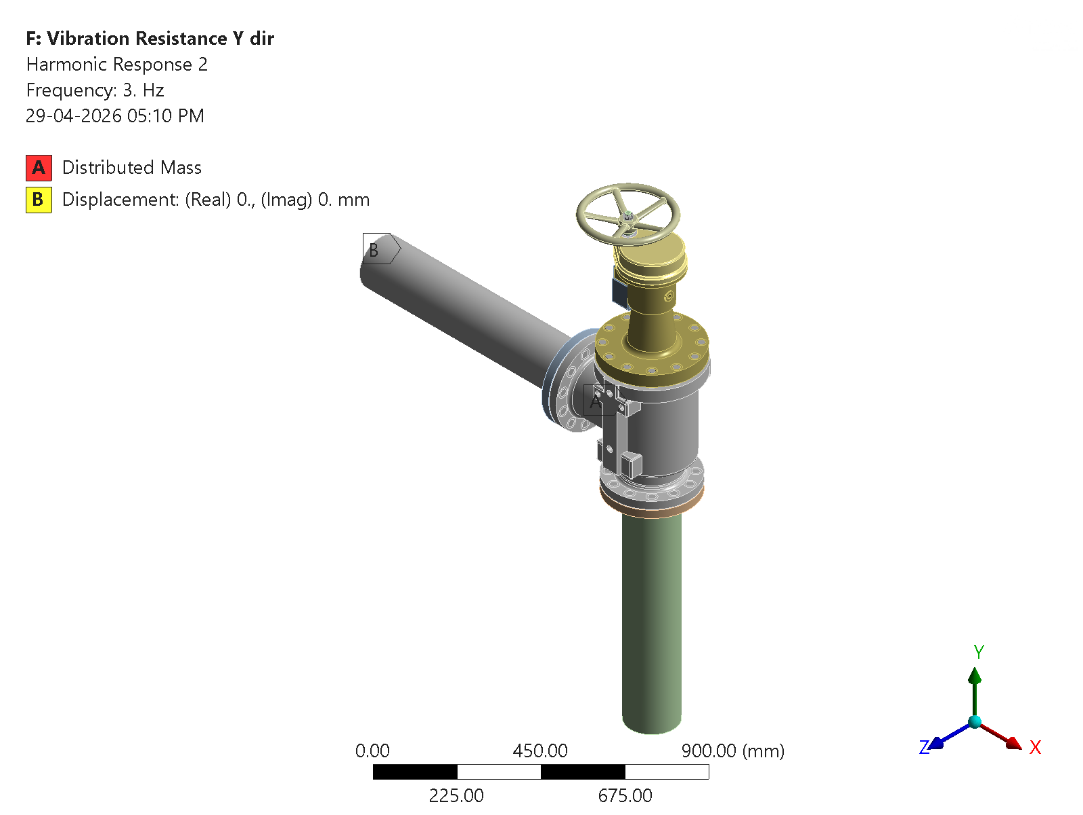 F: Vibration Resistance Y dir
Harmonic Response 2
Frequency: 3. Hz
29-04-2026 05:10 PM
A Distributed Mass
B Displacement: (Real) 0., (Imag) 0. mm
B
A
Y
Z X
0.00 450.00 900.00 (mm)
225.00 675.00